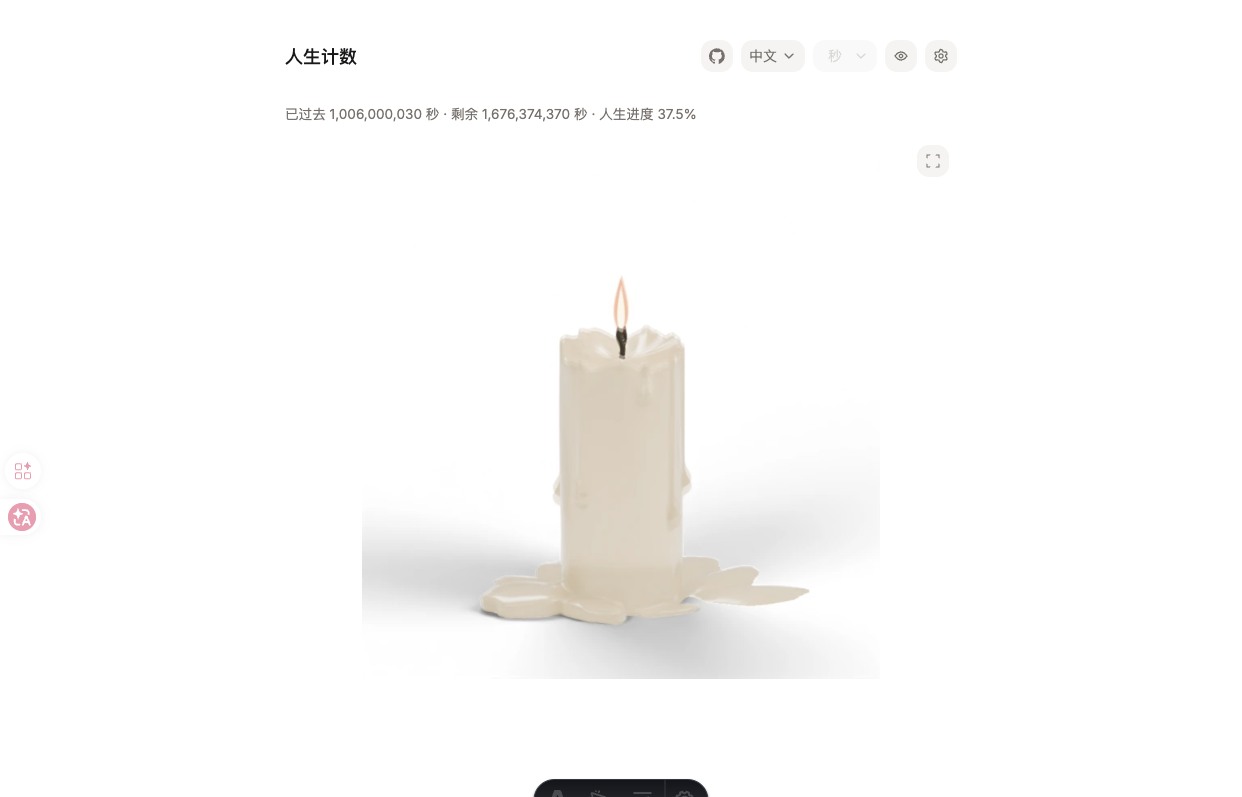 人生计数
中文
秒
已过去 1,006,000,030 秒 · 剩余 1,676,374,370 秒 · 人生进度 37.5%